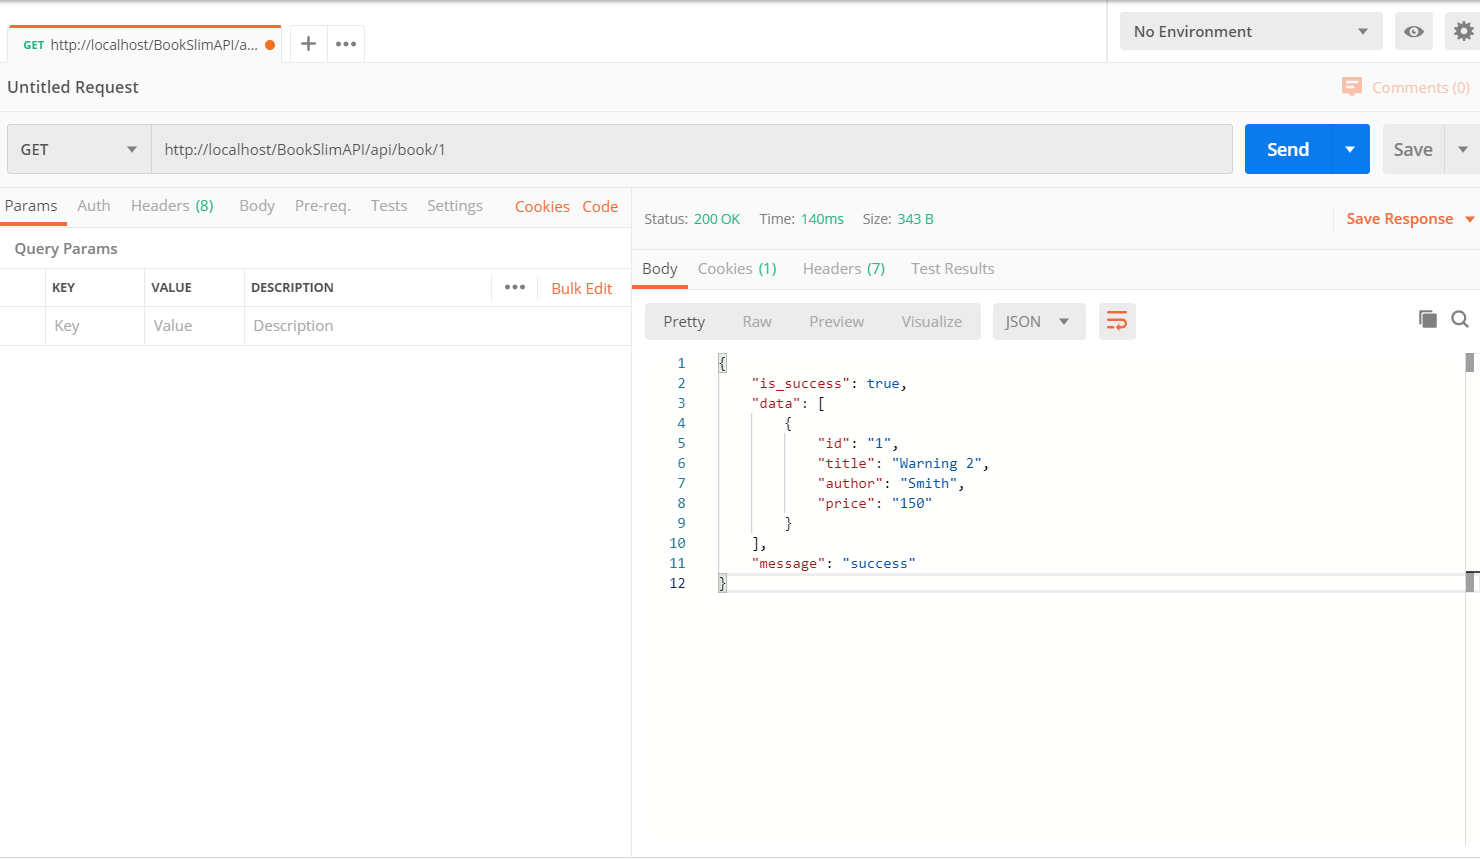 GET http://localhost/BookSlimAPI/a...
No Environment
Untitled Request
Comments (0)
GET http://localhost/BookSlimAPI/api/book/1 Send Save
Params Auth Headers (8) Body Pre-req. Tests Settings Cookies Code
Query Params
KEY VALUE DESCRIPTION Bulk Edit
Key Value Description
Status: 200 OK Time: 140ms Size: 343 B Save Response
Body Cookies (1) Headers (7) Test Results
Pretty Raw Preview Visualize JSON
1 {
2 "is_success": true,
3 "data": [
4 {
5 "id": "1",
6 "title": "Warning 2",
7 "author": "Smith",
8 "price": "150"
9 }
10 ],
11 "message": "success"
12 }